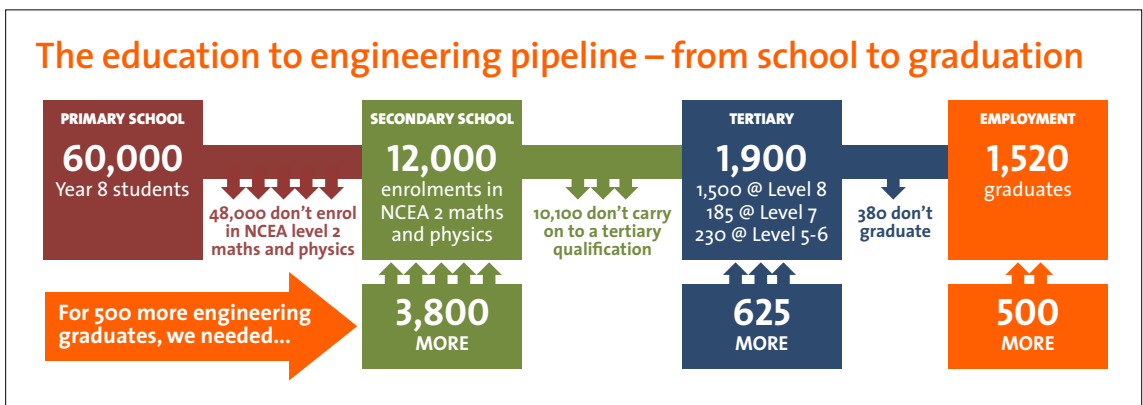 The education to engineering pipeline – from school to graduation
PRIMARY SCHOOL
60,000
Year 8 students
48,000 don't enrol
in NCEA level 2
maths and physics
SECONDARY SCHOOL
12,000
enrolments in
NCEA 2 maths
and physics
10,100 don't carry
on to a tertiary
qualification
TERTIARY
1,900
1,500 @ Level 8
185 @ Level 7
230 @ Level 5-6
380 don't
graduate
EMPLOYMENT
1,520
graduates
For 500 more engineering
graduates, we needed...
3,800
MORE
625
MORE
500
MORE